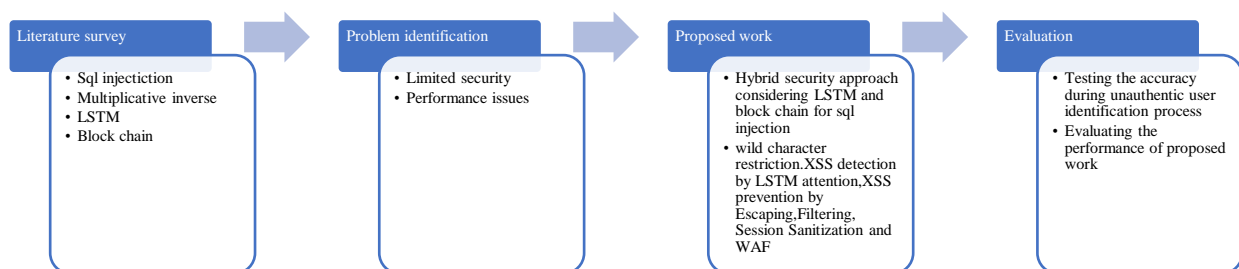 Literature survey
• Sql injectiction
• Multiplicative inverse
• LSTM
• Block chain
Problem identification
• Limited security
• Performance issues
Proposed work
• Hybrid security approach
considering LSTM and
block chain for sql
injection
• wild character
restriction.XSS detection
by LSTM attention,XSS
prevention by
Escaping,Filtering,
Session Sanitization and
WAF
Evaluation
• Testing the accuracy
during unauthentic user
identification process
• Evaluating the
performance of proposed
work